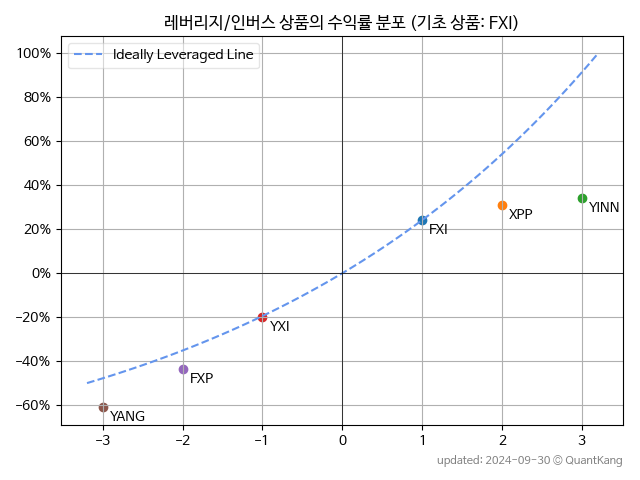 레버리지/인버스 상품의 수익률 분포 (기초 상품: FXI)
Ideally Leveraged Line
100%
80%
60%
40%
20%
0%
−20%
−40%
−60%
YINN
XPP
FXI
YXI
FXP
YANG
−3 −2 −1 0 1 2 3
updated: 2024-09-30 © QuantKang